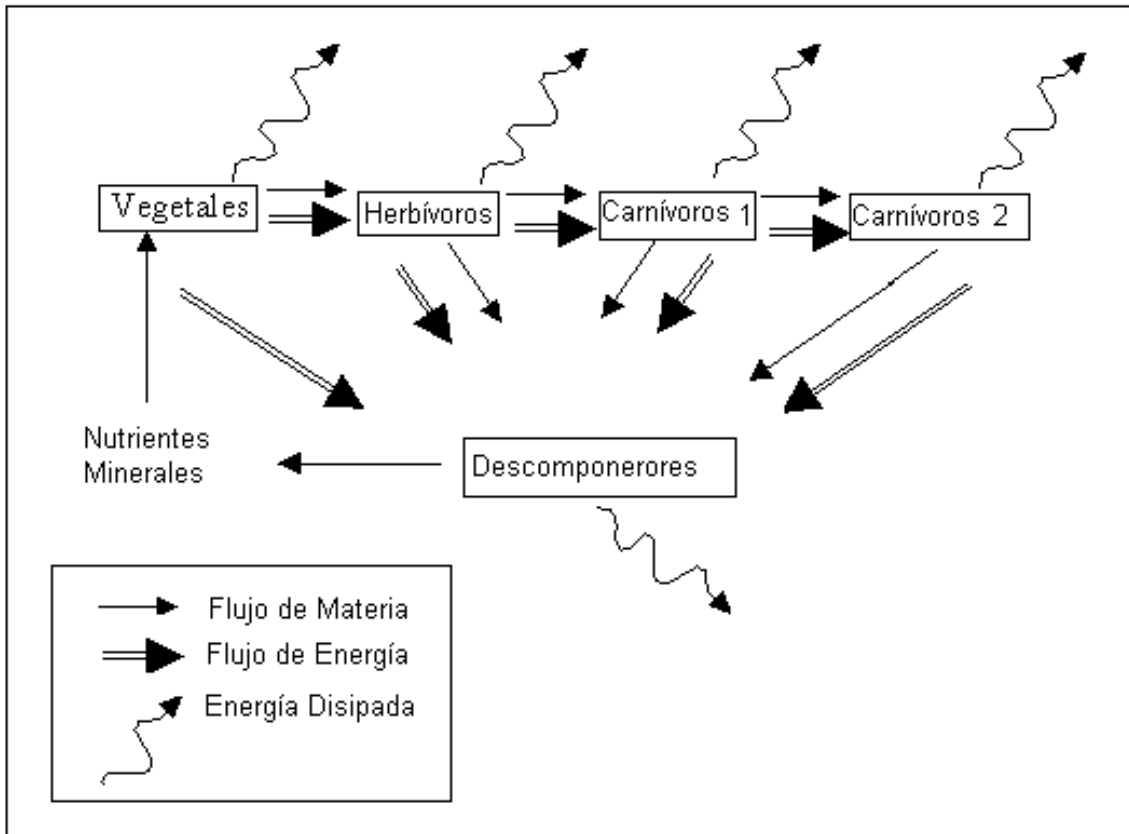 Vegetales
Herbívoros
Carnívoros 1
Carnívoros 2
Nutrientes
Minerales
Descomponerores
Flujo de Materia
Flujo de Energía
Energía Disipada